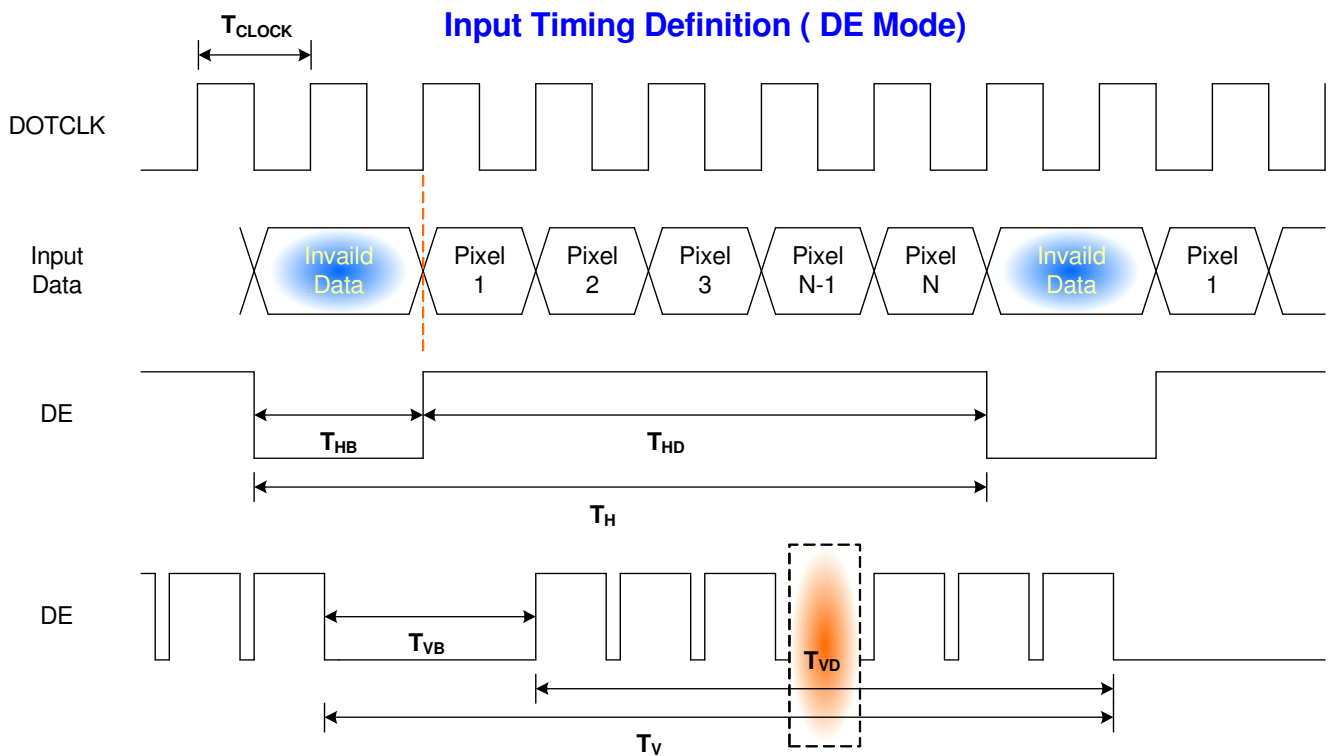 Input Timing Definition ( DE Mode)
TCLOCK
DOTCLK
Input
Data
Invaild
Data
Pixel
1
Pixel
2
Pixel
3
Pixel
N-1
Pixel
N
Invaild
Data
Pixel
1
DE
THB
THD
TH
DE
TVB
TVD
TV